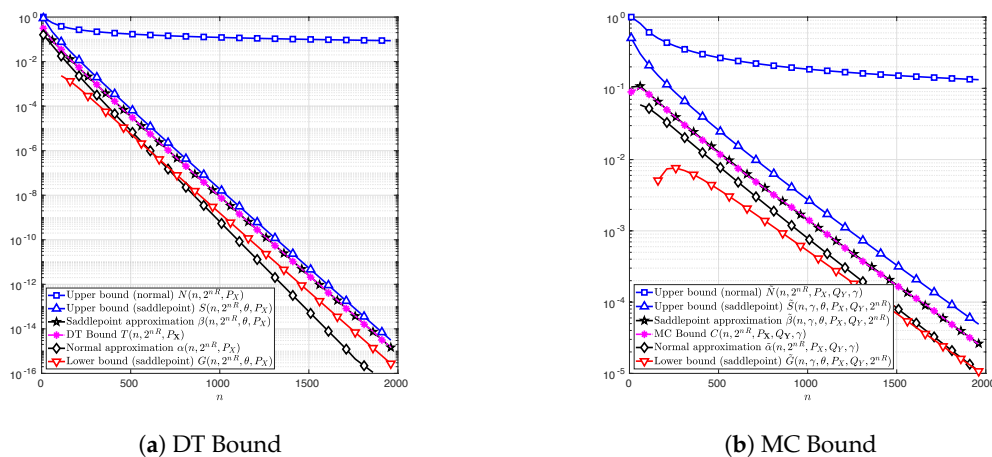 10^0
10^-2
10^-4
10^-6
10^-8
10^-10
10^-12
10^-14
10^-16
0 500 1000 1500 2000
n
Upper bound (normal) N(n, 2^{nR}, P_X)
Upper bound (saddlepoint) S(n, 2^{nR}, θ, P_X)
Saddlepoint approximation β(n, 2^{nR}, θ, P_X)
DT Bound T(n, 2^{nR}, P_𝐗)
Normal approximation α(n, 2^{nR}, P_X)
Lower bound (saddlepoint) G(n, 2^{nR}, θ, P_X)
(a) DT Bound
10^0
10^-1
10^-2
10^-3
10^-4
10^-5
0 500 1000 1500 2000
n
Upper bound (normal) Ñ(n, 2^{nR}, P_X, Q_Y, γ)
Upper bound (saddlepoint) S̃(n, γ, θ, P_X, Q_Y, 2^{nR})
Saddlepoint approximation β̃(n, γ, θ, P_X, Q_Y, 2^{nR})
MC Bound C(n, 2^{nR}, P_𝐗, Q_𝐘, γ)
Normal approximation α̃(n, 2^{nR}, P_X, Q_Y, γ)
Lower bound (saddlepoint) G̃(n, γ, θ, P_X, Q_Y, 2^{nR})
(b) MC Bound